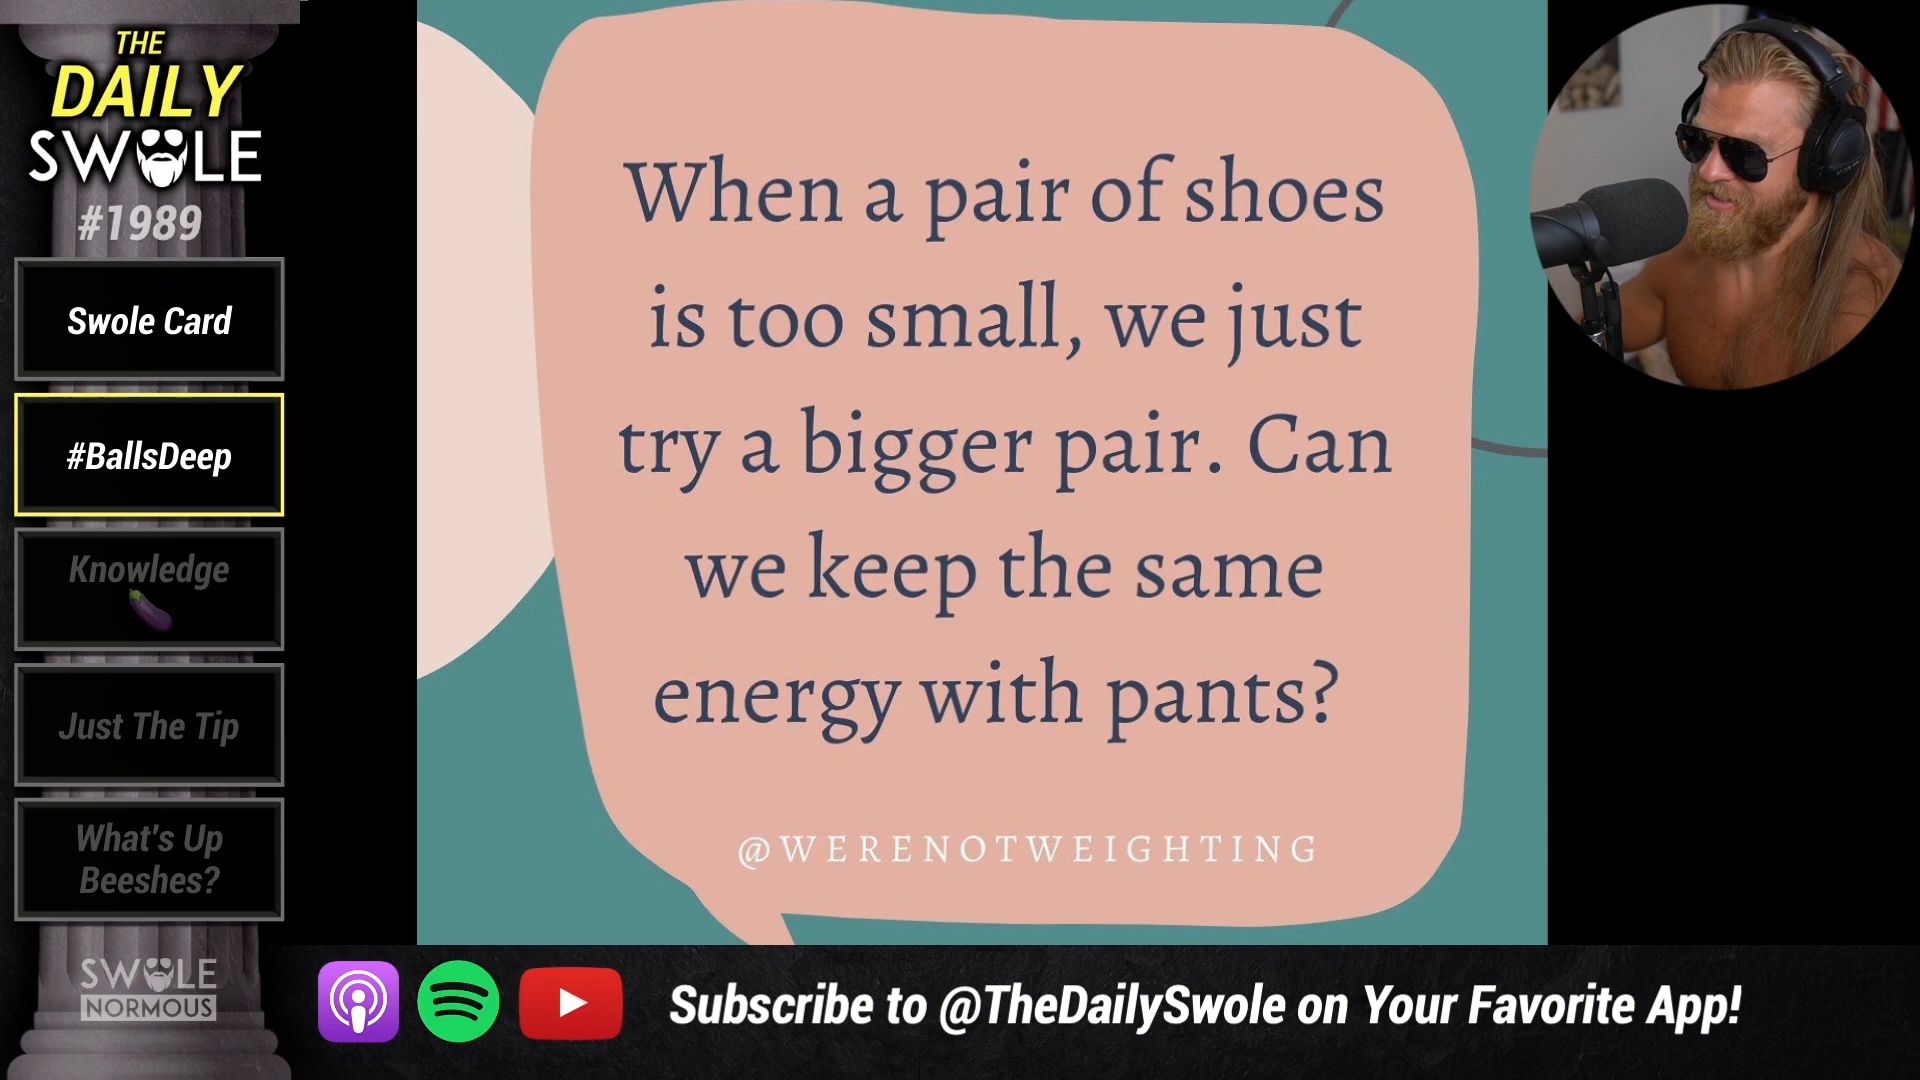 THE
DAILY
SWOLE
#1989
Swole Card
#BallsDeep
Knowledge
Just The Tip
What's Up
Beeshes?
SWOLE
NORMOUS
When a pair of shoes
is too small, we just
try a bigger pair. Can
we keep the same
energy with pants?
@WERENOTWEIGHTING
Subscribe to @TheDailySwole on Your Favorite App!